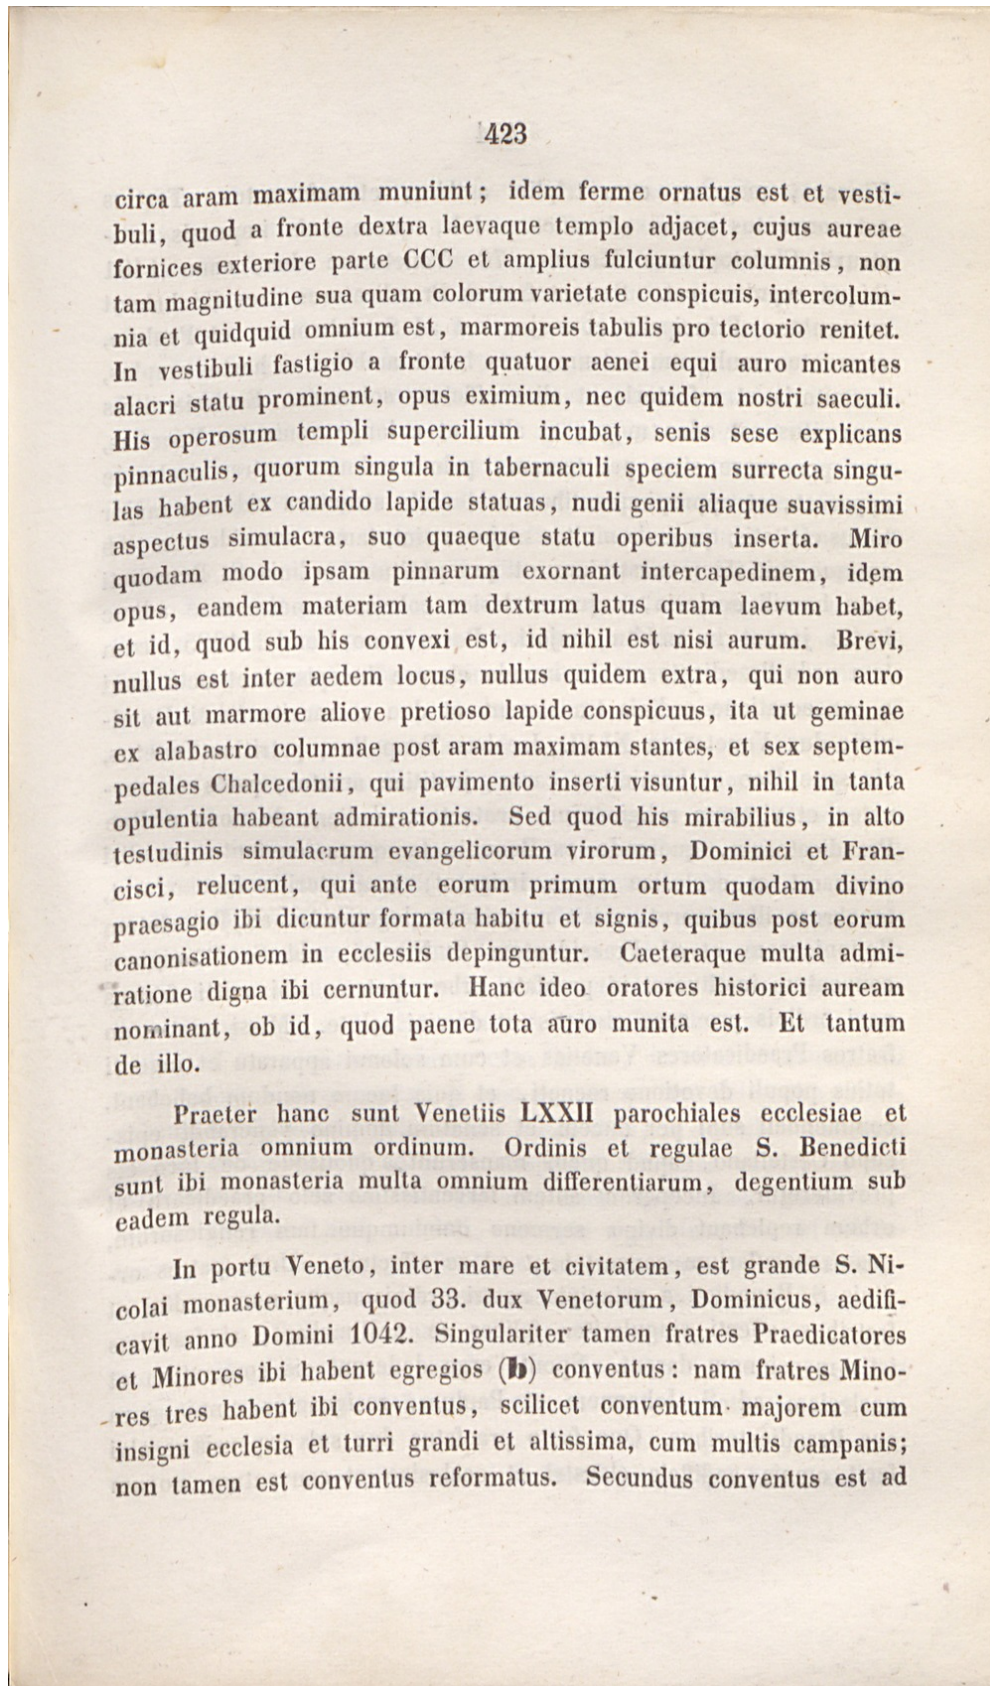 423
circa aram maximam muniunt; idem ferme ornatus est et vesti-
buli, quod a fronte dextra laevaque templo adjacet, cujus aureae
fornices exteriore parte CCC et amplius fulciuntur columnis, non
tam magnitudine sua quam colorum varietate conspicuis, intercolum-
nia et quidquid omnium est, marmoreis tabulis pro tectorio renitet.
In vestibuli fastigio a fronte quatuor aenei equi auro micantes
alacri statu prominent, opus eximium, nec quidem nostri saeculi.
His operosum templi supercilium incubat, senis sese explicans
pinnaculis, quorum singula in tabernaculi speciem surrecta singu-
las habent ex candido lapide statuas, nudi genii aliaque suavissimi
aspectus simulacra, suo quaeque statu operibus inserta. Miro
quodam modo ipsam pinnarum exornant intercapedinem, idem
opus, eandem materiam tam dextrum latus quam laevum habet,
et id, quod sub his convexi est, id nihil est nisi aurum. Brevi,
nullus est inter aedem locus, nullus quidem extra, qui non auro
sit aut marmore aliove pretioso lapide conspicuus, ita ut geminae
ex alabastro columnae post aram maximam stantes, et sex septem-
pedales Chalcedonii, qui pavimento inserti visuntur, nihil in tanta
opulentia habeant admirationis. Sed quod his mirabilius, in alto
testudinis simulacrum evangelicorum virorum, Dominici et Fran-
cisci, relucent, qui ante eorum primum ortum quodam divino
praesagio ibi dicuntur formata habitu et signis, quibus post eorum
canonisationem in ecclesiis depinguntur. Caeteraque multa admi-
ratione digna ibi cernuntur. Hanc ideo oratores historici auream
nominant, ob id, quod paene tota auro munita est. Et tantum
de illo.
Praeter hanc sunt Venetiis LXXII parochiales ecclesiae et
monasteria omnium ordinum. Ordinis et regulae S. Benedicti
sunt ibi monasteria multa omnium differentiarum, degentium sub
eadem regula.
In portu Veneto, inter mare et civitatem, est grande S. Ni-
colai monasterium, quod 33. dux Venetorum, Dominicus, aedifi-
cavit anno Domini 1042. Singulariter tamen fratres Praedicatores
et Minores ibi habent egregios (b) conventus: nam fratres Mino-
res tres habent ibi conventus, scilicet conventum majorem cum
insigni ecclesia et turri grandi et altissima, cum multis campanis;
non tamen est conventus reformatus. Secundus conventus est ad